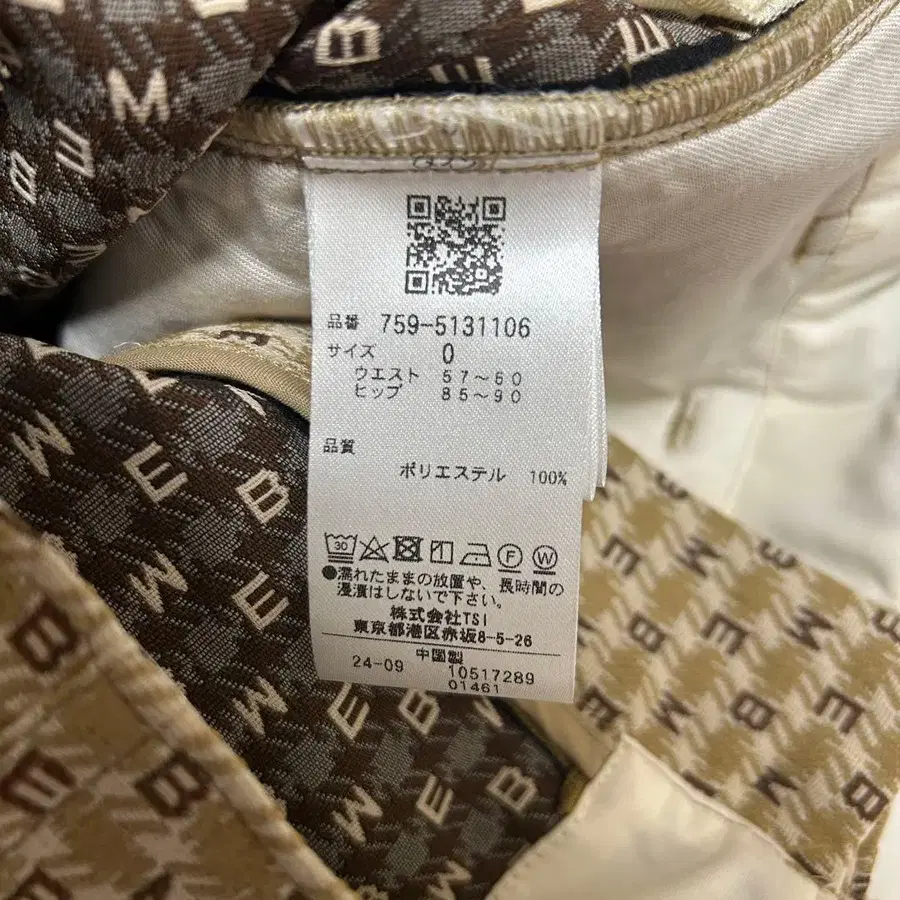 品番 759-5131106
サイズ 0
ウエスト 57～60
ヒップ 85～90
品質
ポリエステル 100%
30 F W
●濡れたままの放置や、長時間の
浸漬はしないで下さい。
株式会社TSI
東京都港区赤坂8-5-26
中国製
24-09 10517289
01461